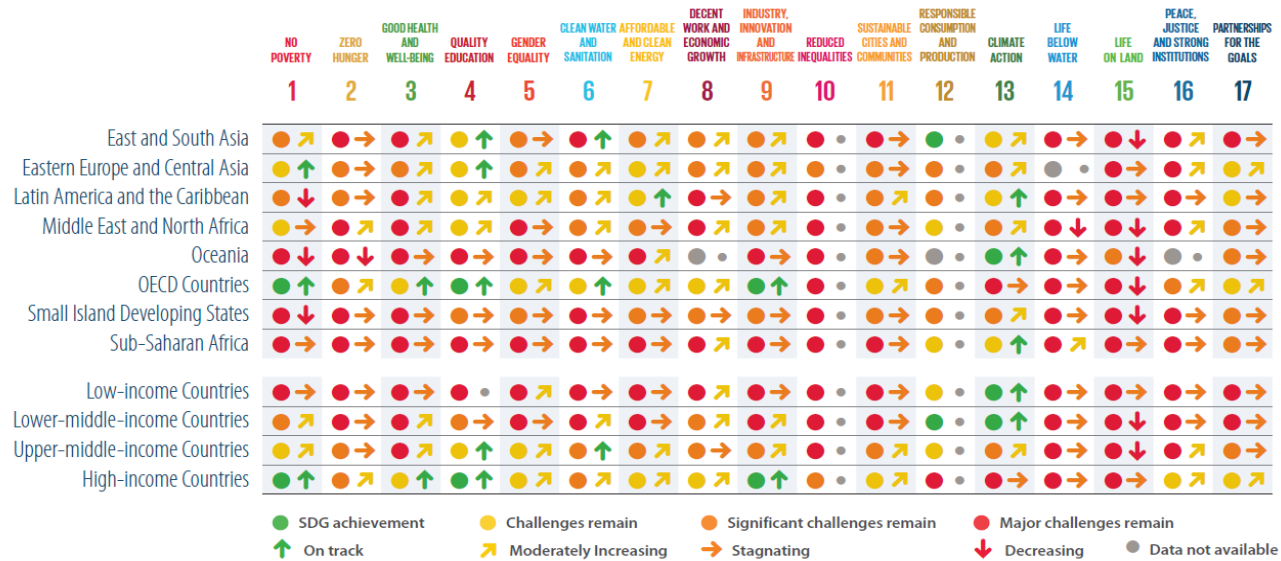 NO POVERTY
ZERO HUNGER
GOOD HEALTH AND WELL-BEING
QUALITY EDUCATION
GENDER EQUALITY
CLEAN WATER AND SANITATION
AFFORDABLE AND CLEAN ENERGY
DECENT WORK AND ECONOMIC GROWTH
INDUSTRY, INNOVATION AND INFRASTRUCTURE
REDUCED INEQUALITIES
SUSTAINABLE CITIES AND COMMUNITIES
RESPONSIBLE CONSUMPTION AND PRODUCTION
CLIMATE ACTION
LIFE BELOW WATER
LIFE ON LAND
PEACE, JUSTICE AND STRONG INSTITUTIONS
PARTNERSHIPS FOR THE GOALS
1 2 3 4 5 6 7 8 9 10 11 12 13 14 15 16 17
East and South Asia
Eastern Europe and Central Asia
Latin America and the Caribbean
Middle East and North Africa
Oceania
OECD Countries
Small Island Developing States
Sub-Saharan Africa
Low-income Countries
Lower-middle-income Countries
Upper-middle-income Countries
High-income Countries
SDG achievement Challenges remain Significant challenges remain Major challenges remain
On track Moderately Increasing Stagnating Decreasing Data not available